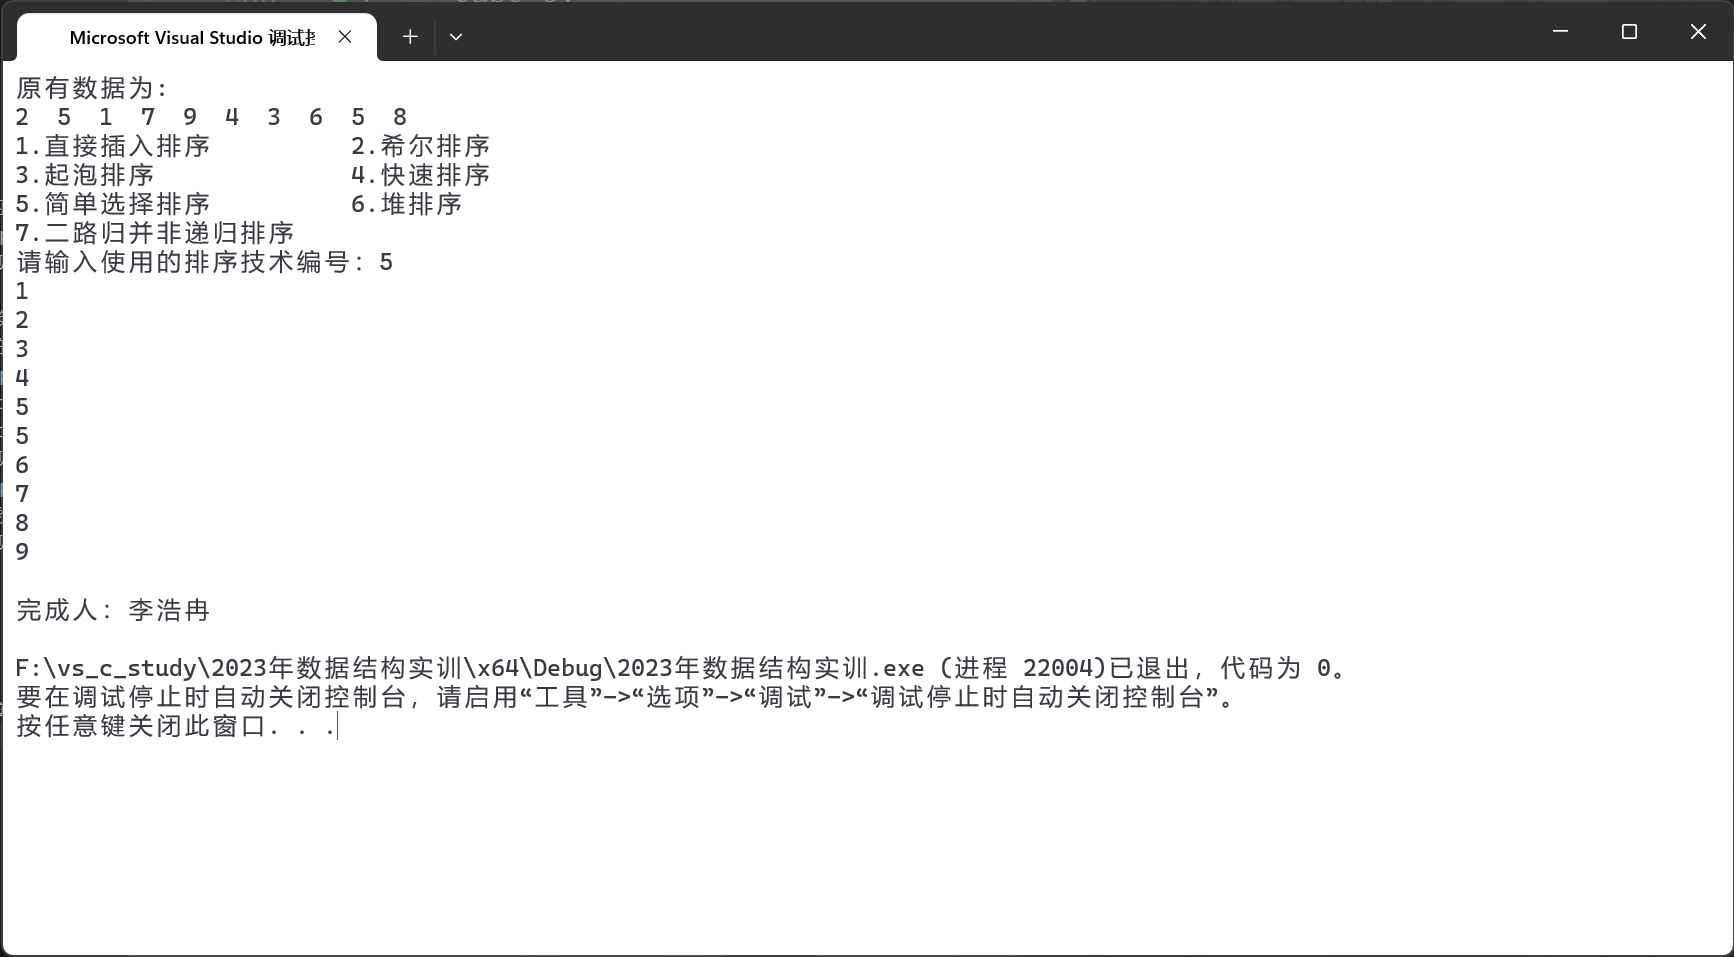 Microsoft Visual Studio 调试
原有数据为:
2  5  1  7  9  4  3  6  5  8
1.直接插入排序          2.希尔排序
3.起泡排序              4.快速排序
5.简单选择排序          6.堆排序
7.二路归并非递归排序
请输入使用的排序技术编号: 5
1
2
3
4
5
5
6
7
8
9
完成人: 李浩冉
F:\vs_c_study\2023年数据结构实训\x64\Debug\2023年数据结构实训.exe (进程 22004)已退出, 代码为 0。
要在调试停止时自动关闭控制台, 请启用“工具”->“选项”->“调试”->“调试停止时自动关闭控制台”。
按任意键关闭此窗口. . .